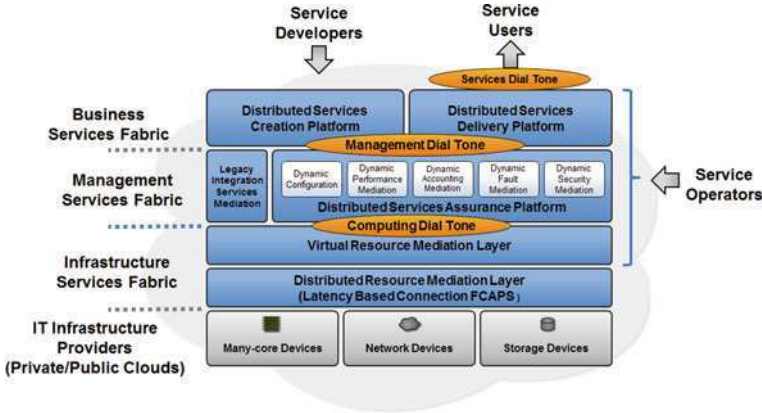 Service
Developers
Service
Users
Services Dial Tone
Business
Services Fabric
Distributed Services
Creation Platform
Distributed Services
Delivery Platform
Management Dial Tone
Management
Services Fabric
Legacy
Integration
Services
Mediation
Dynamic
Configuration
Dynamic
Performance
Mediation
Dynamic
Accounting
Mediation
Dynamic
Fault
Mediation
Dynamic
Security
Mediation
Distributed Services Assurance Platform
Service
Operators
Computing Dial Tone
Virtual Resource Mediation Layer
Infrastructure
Services Fabric
Distributed Resource Mediation Layer
(Latency Based Connection FCAPS)
IT Infrastructure
Providers
(Private/Public Clouds)
Many-core Devices
Network Devices
Storage Devices